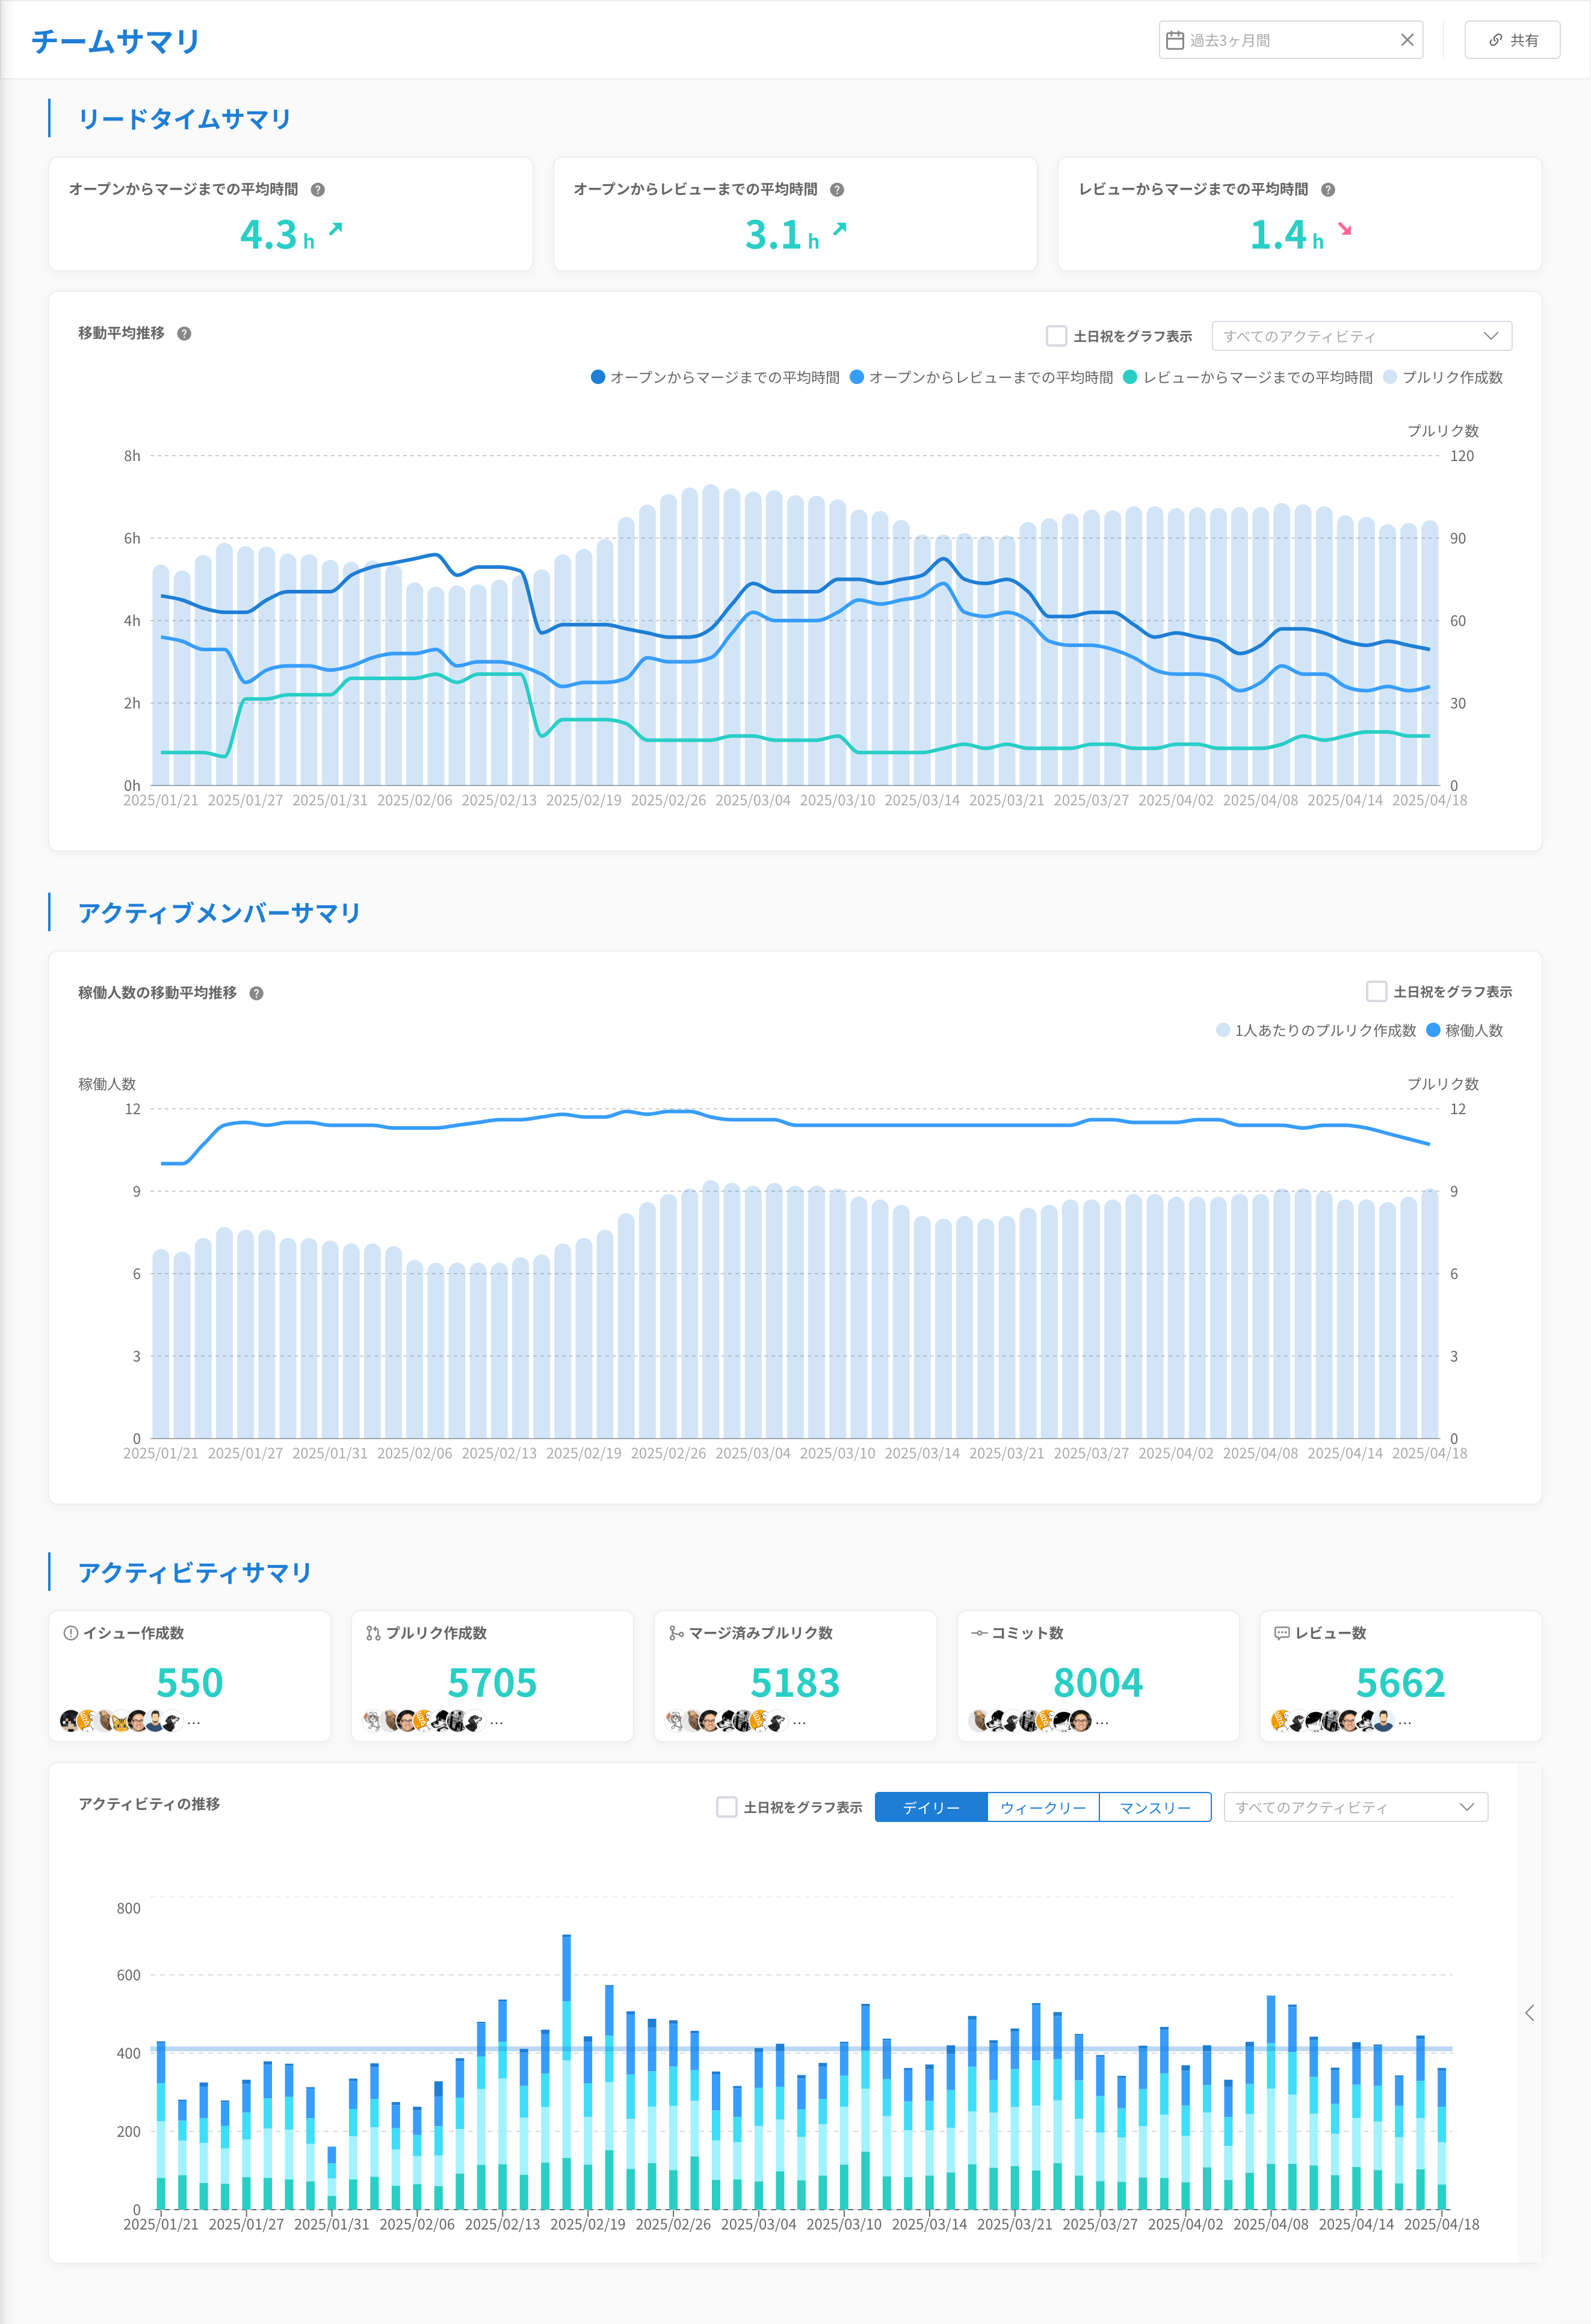 チームサマリ
過去3ヶ月間
共有
リードタイムサマリ
オープンからマージまでの平均時間 ?
4.3 h
オープンからレビューまでの平均時間 ?
3.1 h
レビューからマージまでの平均時間 ?
1.4 h
移動平均推移 ?
土日祝をグラフ表示
すべてのアクティビティ
オープンからマージまでの平均時間 オープンからレビューまでの平均時間 レビューからマージまでの平均時間 プルリク作成数
プルリク数
8h 120
6h 90
4h 60
2h 30
0h 0
2025/01/21 2025/01/27 2025/01/31 2025/02/06 2025/02/13 2025/02/19 2025/02/26 2025/03/04 2025/03/10 2025/03/14 2025/03/21 2025/03/27 2025/04/02 2025/04/08 2025/04/14 2025/04/18
アクティブメンバーサマリ
稼働人数の移動平均推移 ?
土日祝をグラフ表示
1人あたりのプルリク作成数 稼働人数
稼働人数 プルリク数
12 12
9 9
6 6
3 3
0 0
2025/01/21 2025/01/27 2025/01/31 2025/02/06 2025/02/13 2025/02/19 2025/02/26 2025/03/04 2025/03/10 2025/03/14 2025/03/21 2025/03/27 2025/04/02 2025/04/08 2025/04/14 2025/04/18
アクティビティサマリ
イシュー作成数
550
...
プルリク作成数
5705
...
マージ済みプルリク数
5183
...
コミット数
8004
...
レビュー数
5662
...
アクティビティの推移
土日祝をグラフ表示
デイリー ウィークリー マンスリー
すべてのアクティビティ
800
600
400
200
0
2025/01/21 2025/01/27 2025/01/31 2025/02/06 2025/02/13 2025/02/19 2025/02/26 2025/03/04 2025/03/10 2025/03/14 2025/03/21 2025/03/27 2025/04/02 2025/04/08 2025/04/14 2025/04/18